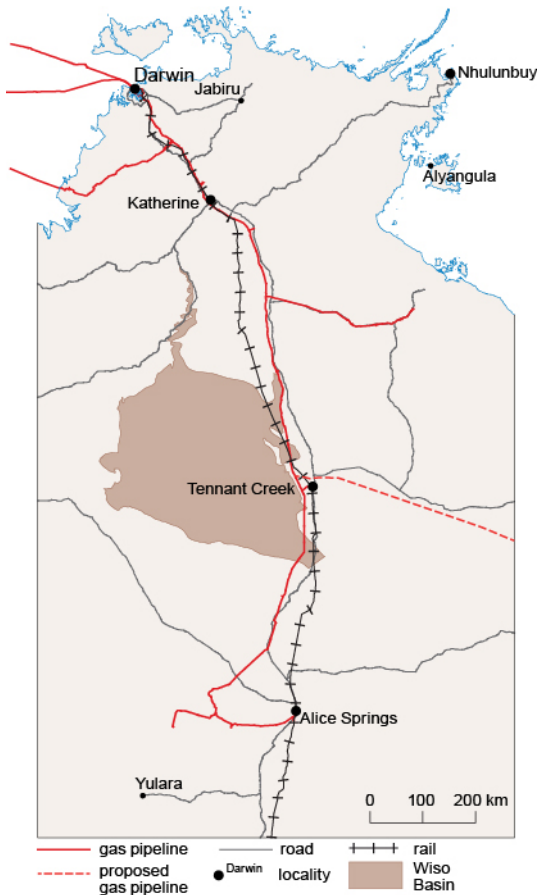 Darwin
Nhulunbuy
Jabiru
Alyangula
Katherine
Tennant Creek
Alice Springs
Yulara
0 100 200 km
gas pipeline
road
rail
proposed
gas pipeline
Darwin
locality
Wiso
Basin